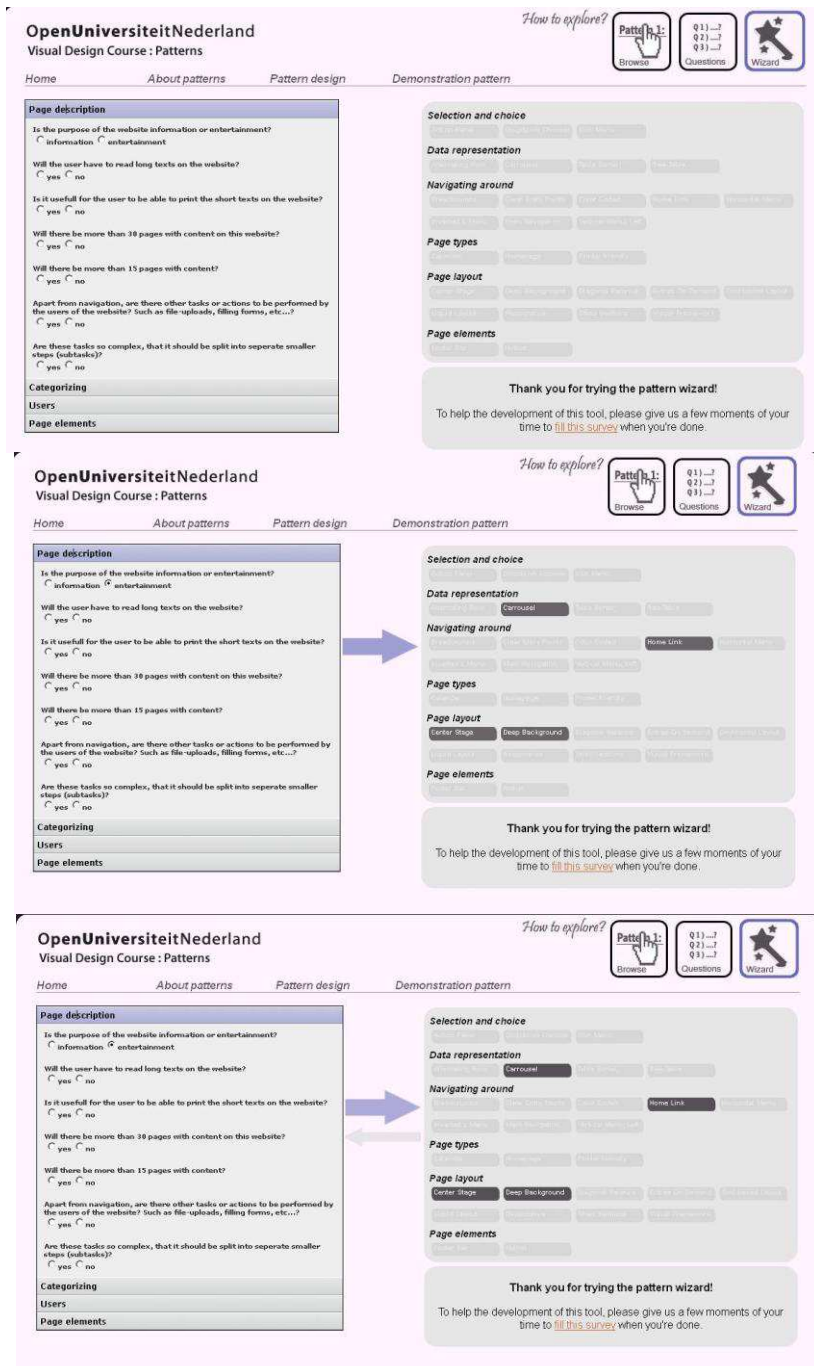 How to explore?
Pattern 1:
Browse
Q1)...?
Q2)...?
Q3)...?
Questions
Wizard
OpenUniversiteitNederland
Visual Design Course : Patterns
Home About patterns Pattern design Demonstration pattern
Page description
Is the purpose of the website information or entertainment?
information entertainment
Will the user have to read long texts on the website?
yes no
Is it usefull for the user to be able to print the short texts on the website?
yes no
Will there be more than 30 pages with content on this website?
yes no
Will there be more than 15 pages with content?
yes no
Apart from navigation, are there other tasks or actions to be performed by
the users of the website? Such as file-uploads, filling forms, etc...?
yes no
Are these tasks so complex, that it should be split into seperate smaller
steps (subtasks)?
yes no
Categorizing
Users
Page elements
Selection and choice
Data representation
Navigating around
Home Link
Page types
Page layout
Page elements
Thank you for trying the pattern wizard!
To help the development of this tool, please give us a few moments of your
time to fill this survey when you're done.
How to explore?
Pattern 1:
Browse
Q1)...?
Q2)...?
Q3)...?
Questions
Wizard
OpenUniversiteitNederland
Visual Design Course : Patterns
Home About patterns Pattern design Demonstration pattern
Page description
Is the purpose of the website information or entertainment?
information entertainment
Will the user have to read long texts on the website?
yes no
Is it usefull for the user to be able to print the short texts on the website?
yes no
Will there be more than 30 pages with content on this website?
yes no
Will there be more than 15 pages with content?
yes no
Apart from navigation, are there other tasks or actions to be performed by
the users of the website? Such as file-uploads, filling forms, etc...?
yes no
Are these tasks so complex, that it should be split into seperate smaller
steps (subtasks)?
yes no
Categorizing
Users
Page elements
Selection and choice
Data representation
Carrousel
Navigating around
Home Link
Page types
Page layout
Center Stage Deep Background
Page elements
Thank you for trying the pattern wizard!
To help the development of this tool, please give us a few moments of your
time to fill this survey when you're done.
How to explore?
Pattern 1:
Browse
Q1)...?
Q2)...?
Q3)...?
Questions
Wizard
OpenUniversiteitNederland
Visual Design Course : Patterns
Home About patterns Pattern design Demonstration pattern
Page description
Is the purpose of the website information or entertainment?
information entertainment
Will the user have to read long texts on the website?
yes no
Is it usefull for the user to be able to print the short texts on the website?
yes no
Will there be more than 30 pages with content on this website?
yes no
Will there be more than 15 pages with content?
yes no
Apart from navigation, are there other tasks or actions to be performed by
the users of the website? Such as file-uploads, filling forms, etc...?
yes no
Are these tasks so complex, that it should be split into seperate smaller
steps (subtasks)?
yes no
Categorizing
Users
Page elements
Selection and choice
Data representation
Carrousel
Navigating around
Home Link
Page types
Page layout
Center Stage Deep Background
Page elements
Thank you for trying the pattern wizard!
To help the development of this tool, please give us a few moments of your
time to fill this survey when you're done.